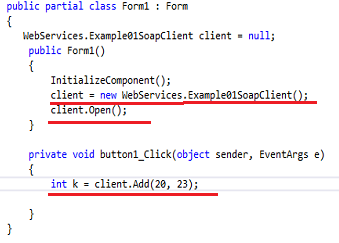 public partial class Form1 : Form
{
WebServices.Example01SoapClient client = null;
public Form1()
{
InitializeComponent();
client = new WebServices.Example01SoapClient();
client.Open();
}
private void button1_Click(object sender, EventArgs e)
{
int k = client.Add(20, 23);
}
}